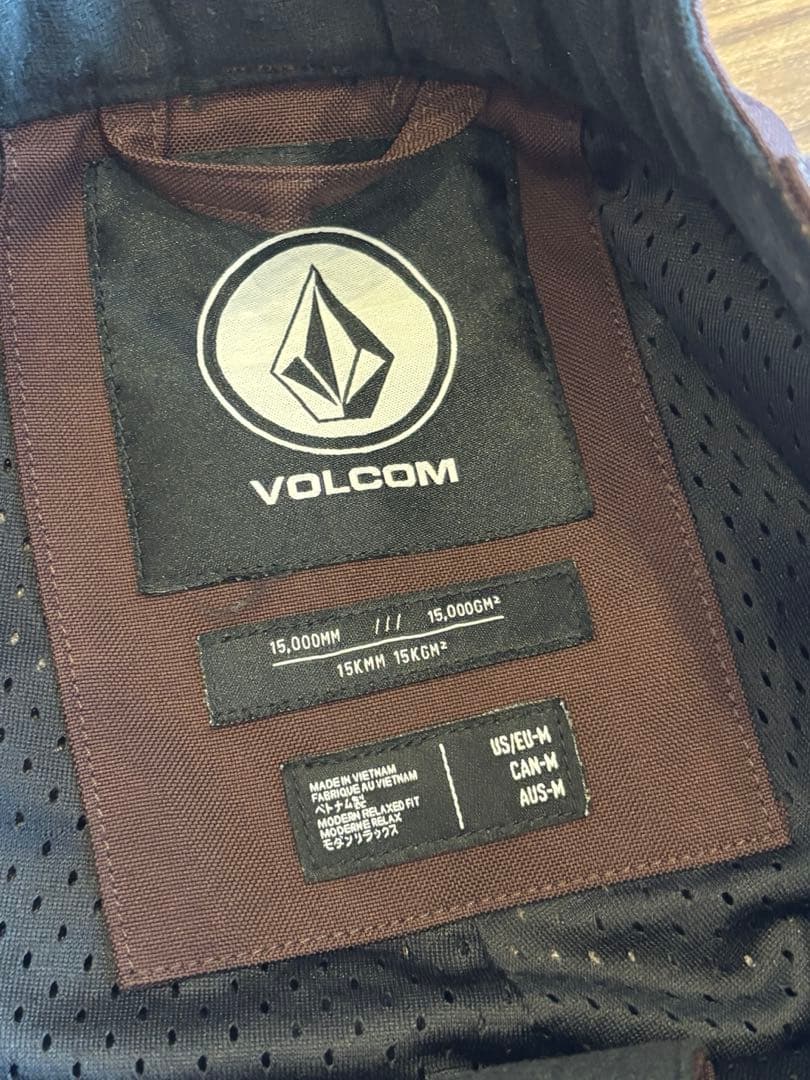 VOLCOM
15,000MM /// 15,000GM²
15KMM 15KGM²
MADE IN VIETNAM
FABRIQUE AU VIETNAM
ベトナム製
MODERN RELAXED FIT
MODERNE RELAX
モダンリラックス
US/EU-M
CAN-M
AUS-M